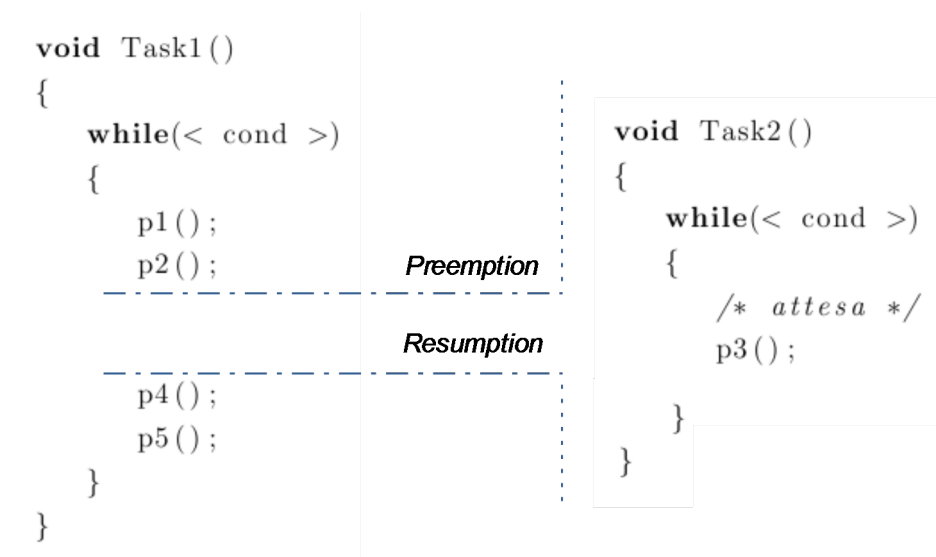 void Task1()
{
while(< cond >)
{
p1();
p2();
Preemption
Resumption
p4();
p5();
}
}
void Task2()
{
while(< cond >)
{
/* attesa */
p3();
}
}